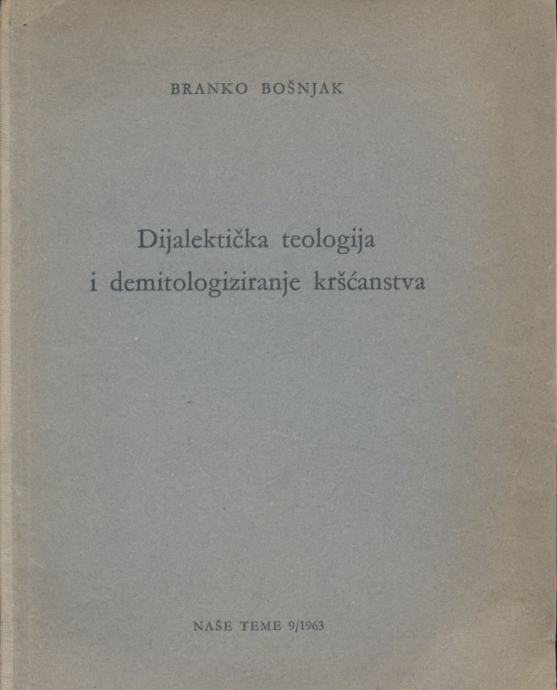 BRANKO BOŠNJAK
Dijalektička teologija
i demitologiziranje kršćanstva
NAŠE TEME 9/1963